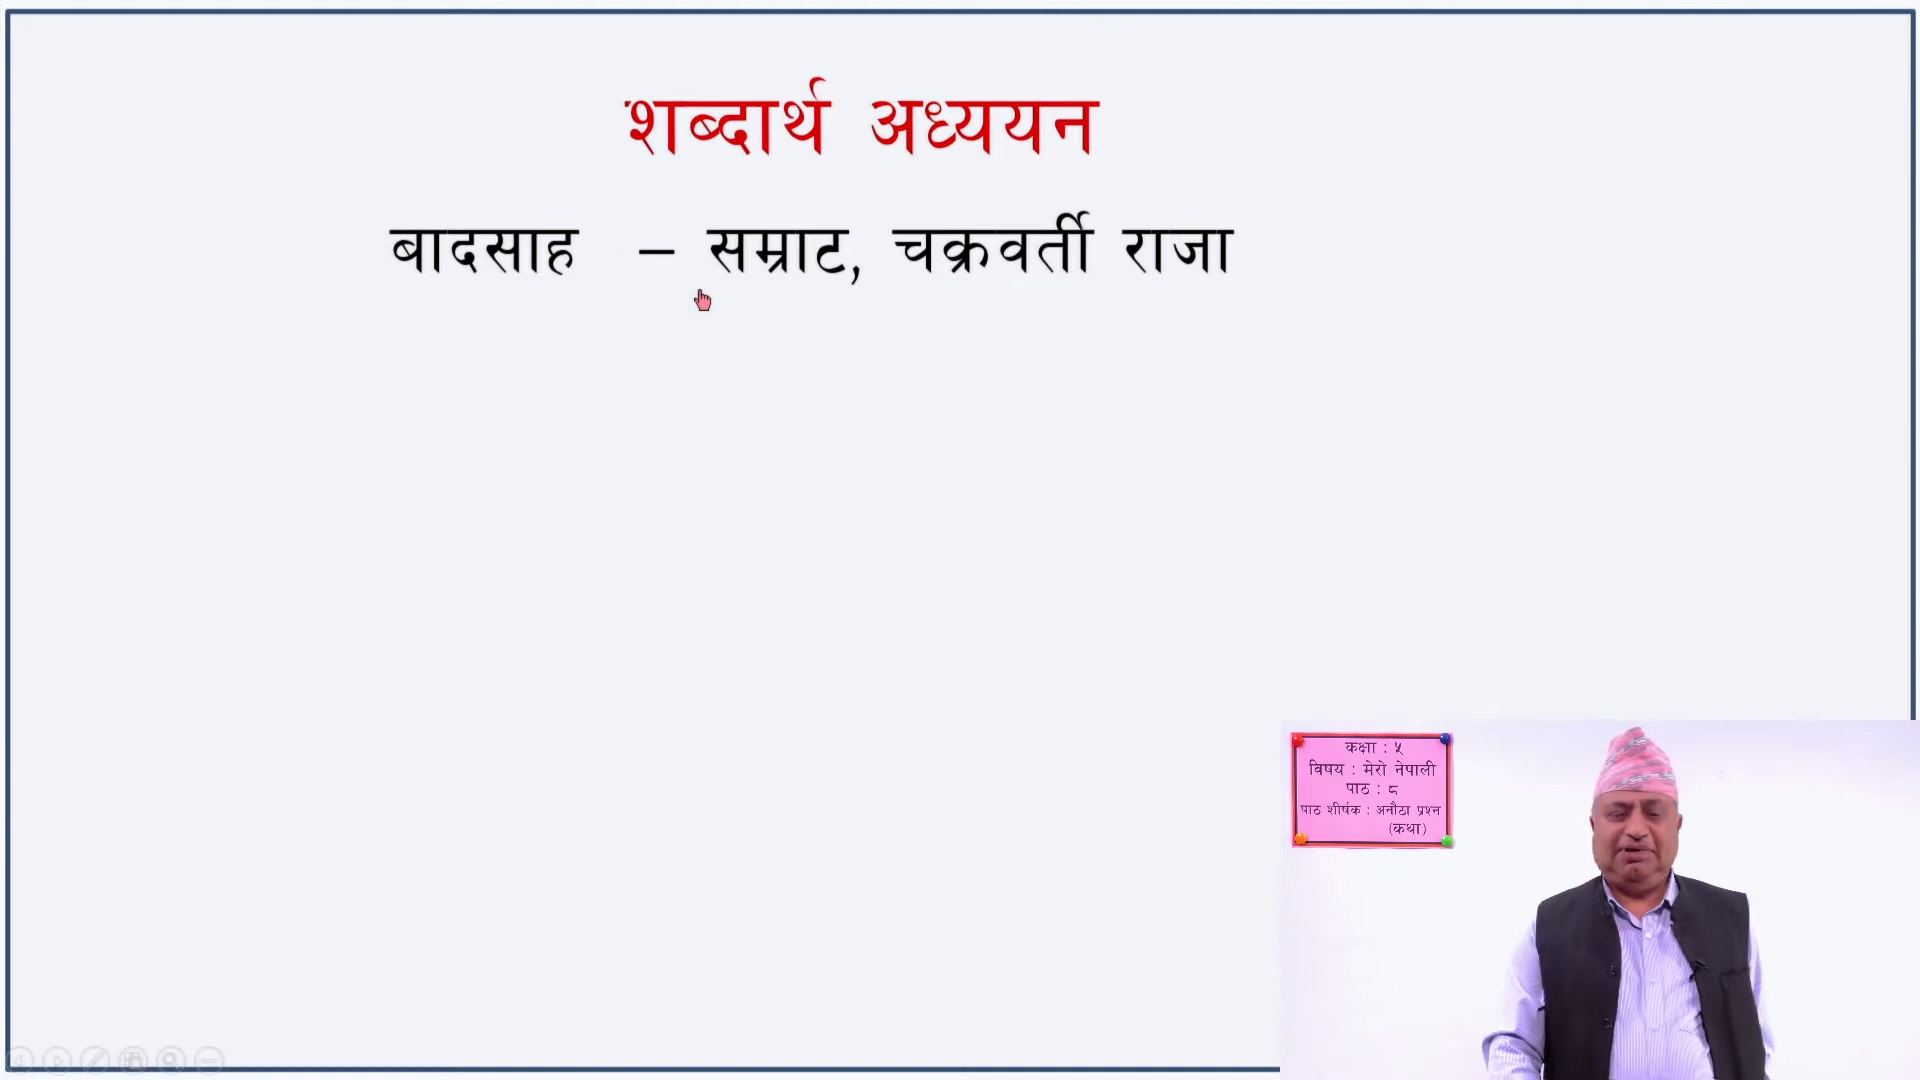 शब्दार्थ अध्ययन
बादसाह – सम्राट, चक्रवर्ती राजा
कक्षा : ५
विषय : मेरो नेपाली
पाठ : ८
पाठ शीर्षक : अनौठा प्रश्न
(कथा)